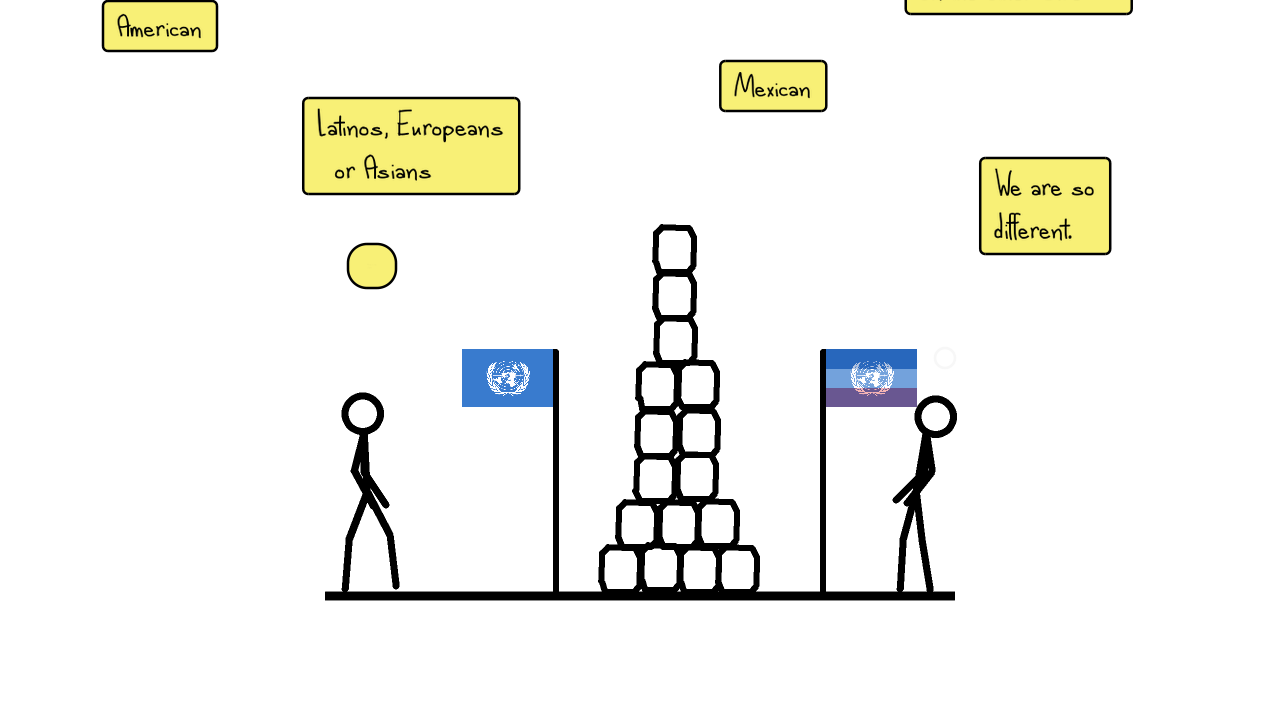 American
Mexican
Latinos, Europeans
or Asians
We are so
different.